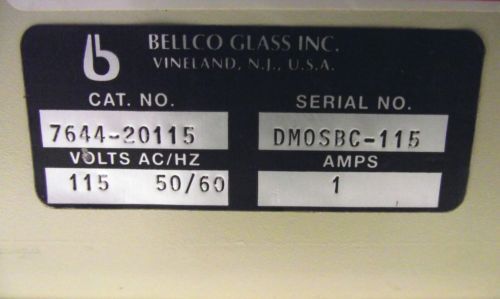 b BELLCO GLASS INC.
VINELAND, N.J., U.S.A.
CAT. NO. SERIAL NO.
7644-20115 DMOSBC-115
VOLTS AC/HZ AMPS
115 50/60 1